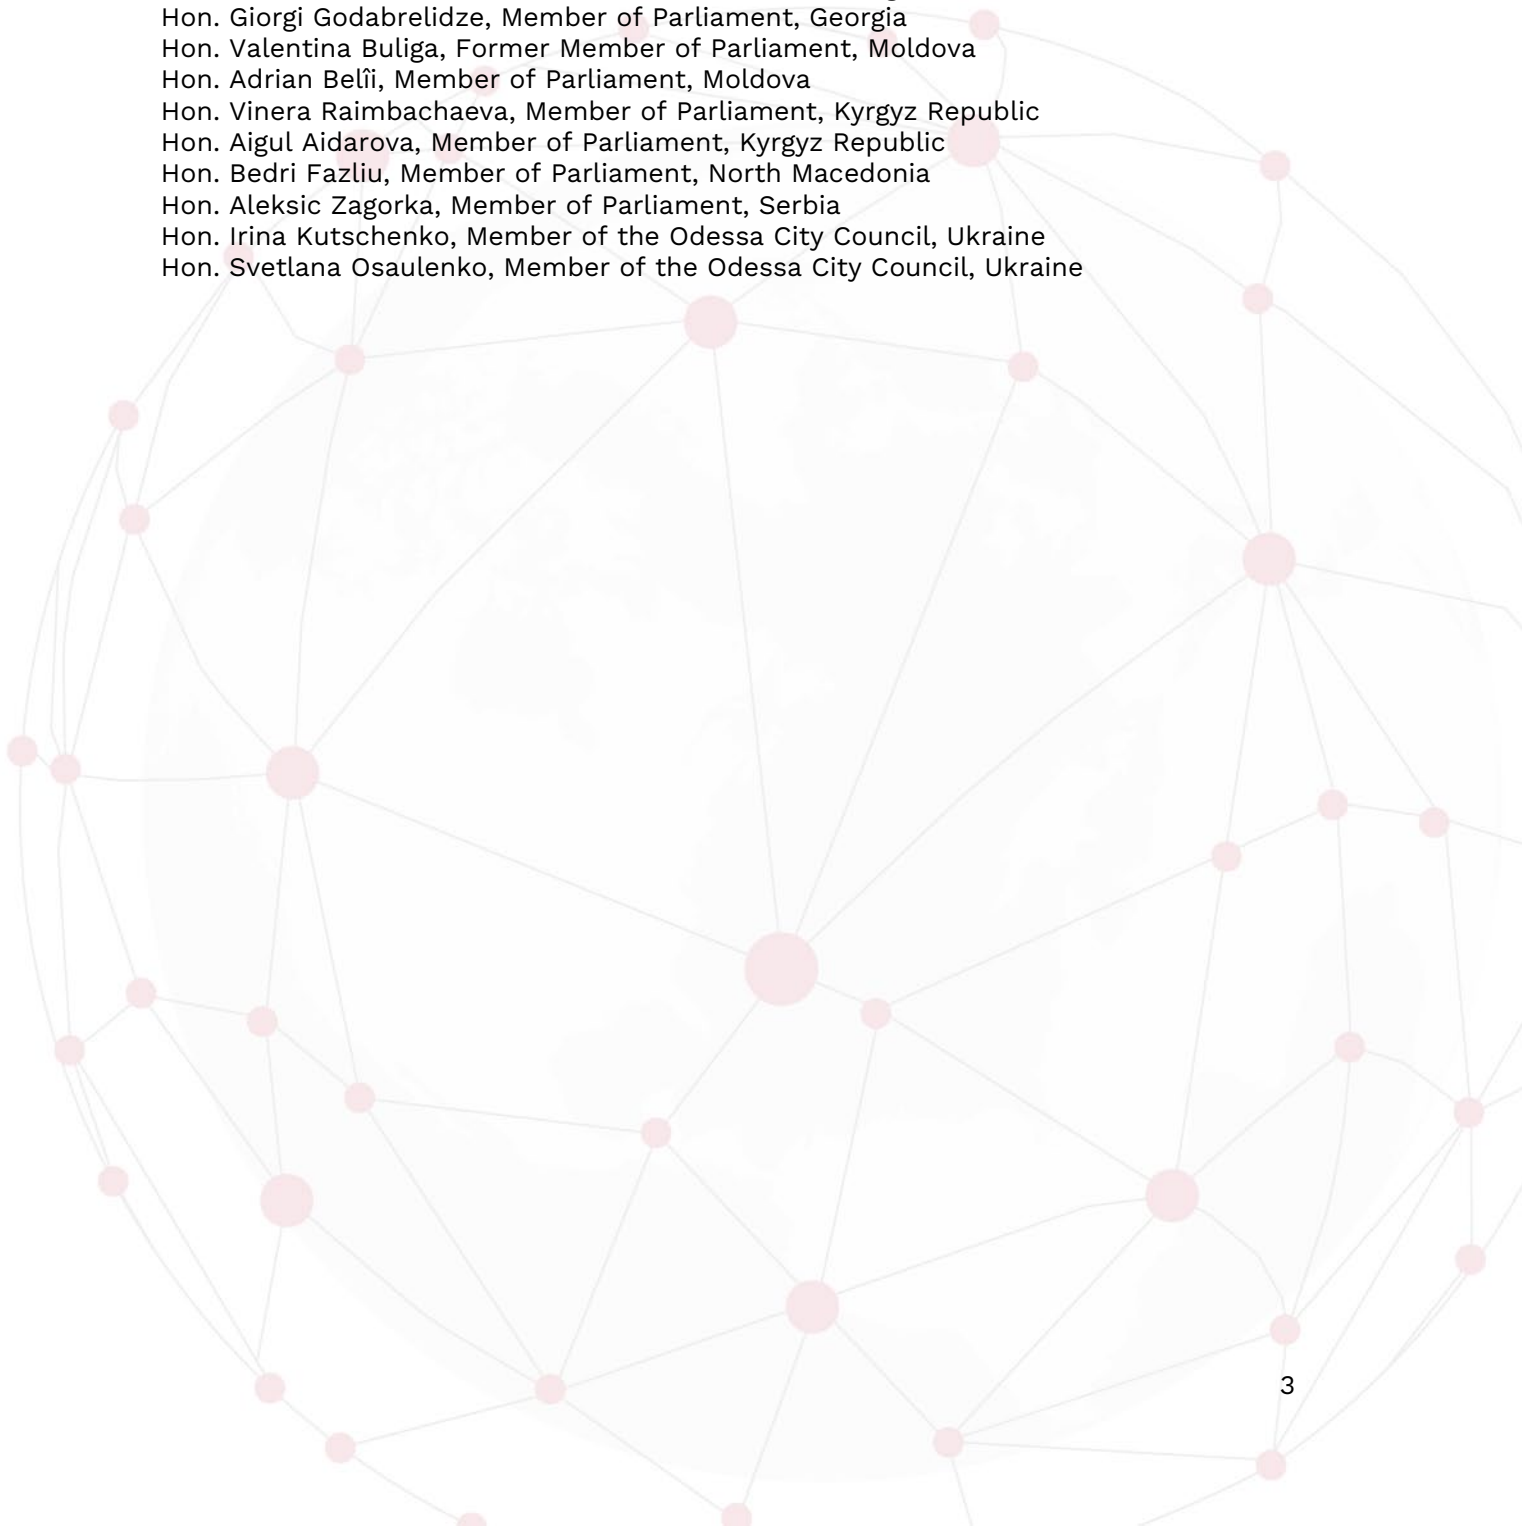 Hon. Giorgi Godabrelidze, Member of Parliament, Georgia
Hon. Valentina Buliga, Former Member of Parliament, Moldova
Hon. Adrian Belîi, Member of Parliament, Moldova
Hon. Vinera Raimbachaeva, Member of Parliament, Kyrgyz Republic
Hon. Aigul Aidarova, Member of Parliament, Kyrgyz Republic
Hon. Bedri Fazliu, Member of Parliament, North Macedonia
Hon. Aleksic Zagorka, Member of Parliament, Serbia
Hon. Irina Kutschenko, Member of the Odessa City Council, Ukraine
Hon. Svetlana Osaulenko, Member of the Odessa City Council, Ukraine
3